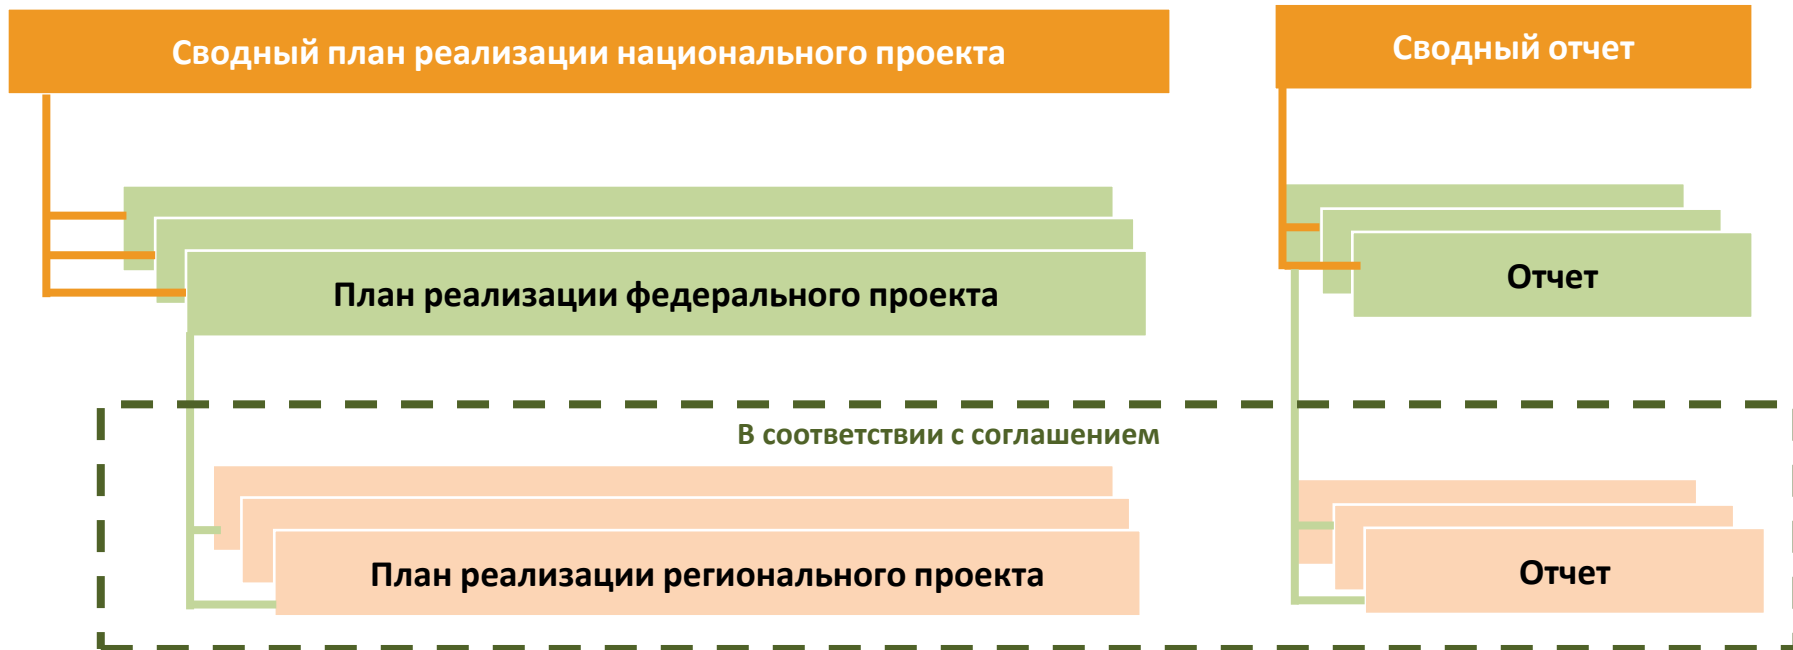 Сводный план реализации национального проекта
Сводный отчет
План реализации федерального проекта
Отчет
В соответствии с соглашением
План реализации регионального проекта
Отчет